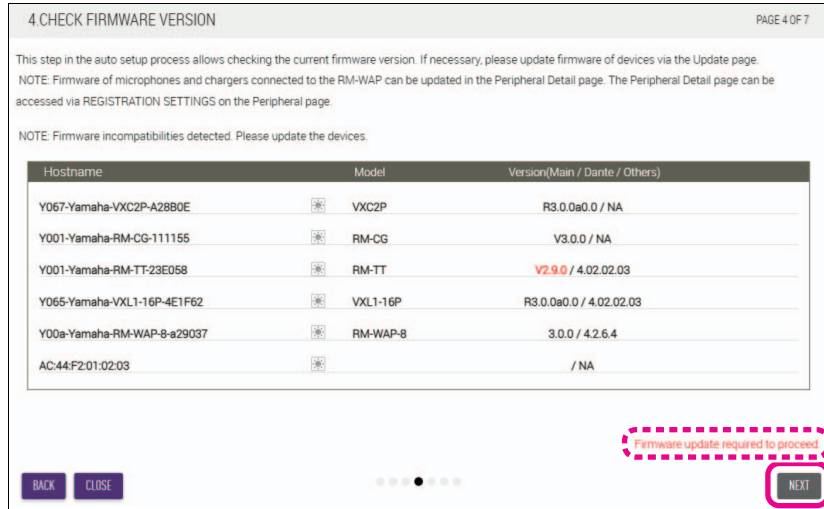 4.CHECK FIRMWARE VERSION
PAGE 4 OF 7
This step in the auto setup process allows checking the current firmware version. If necessary, please update firmware of devices via the Update page.
NOTE: Firmware of microphones and chargers connected to the RM-WAP can be updated in the Peripheral Detail page. The Peripheral Detail page can be
accessed via REGISTRATION SETTINGS on the Peripheral page.
NOTE: Firmware incompatibilities detected. Please update the devices.
Hostname Model Version(Main / Dante / Others)
Y067-Yamaha-VXC2P-A28B0E VXC2P R3.0.0a0.0 / NA
Y001-Yamaha-RM-CG-111155 RM-CG V3.0.0 / NA
Y001-Yamaha-RM-TT-23E058 RM-TT V2.9.0 / 4.02.02.03
Y065-Yamaha-VXL1-16P-4E1F62 VXL1-16P R3.0.0a0.0 / 4.02.02.03
Y00a-Yamaha-RM-WAP-8-a29037 RM-WAP-8 3.0.0 / 4.2.6.4
AC:44:F2:01:02:03 / NA
Firmware update required to proceed.
BACK CLOSE NEXT